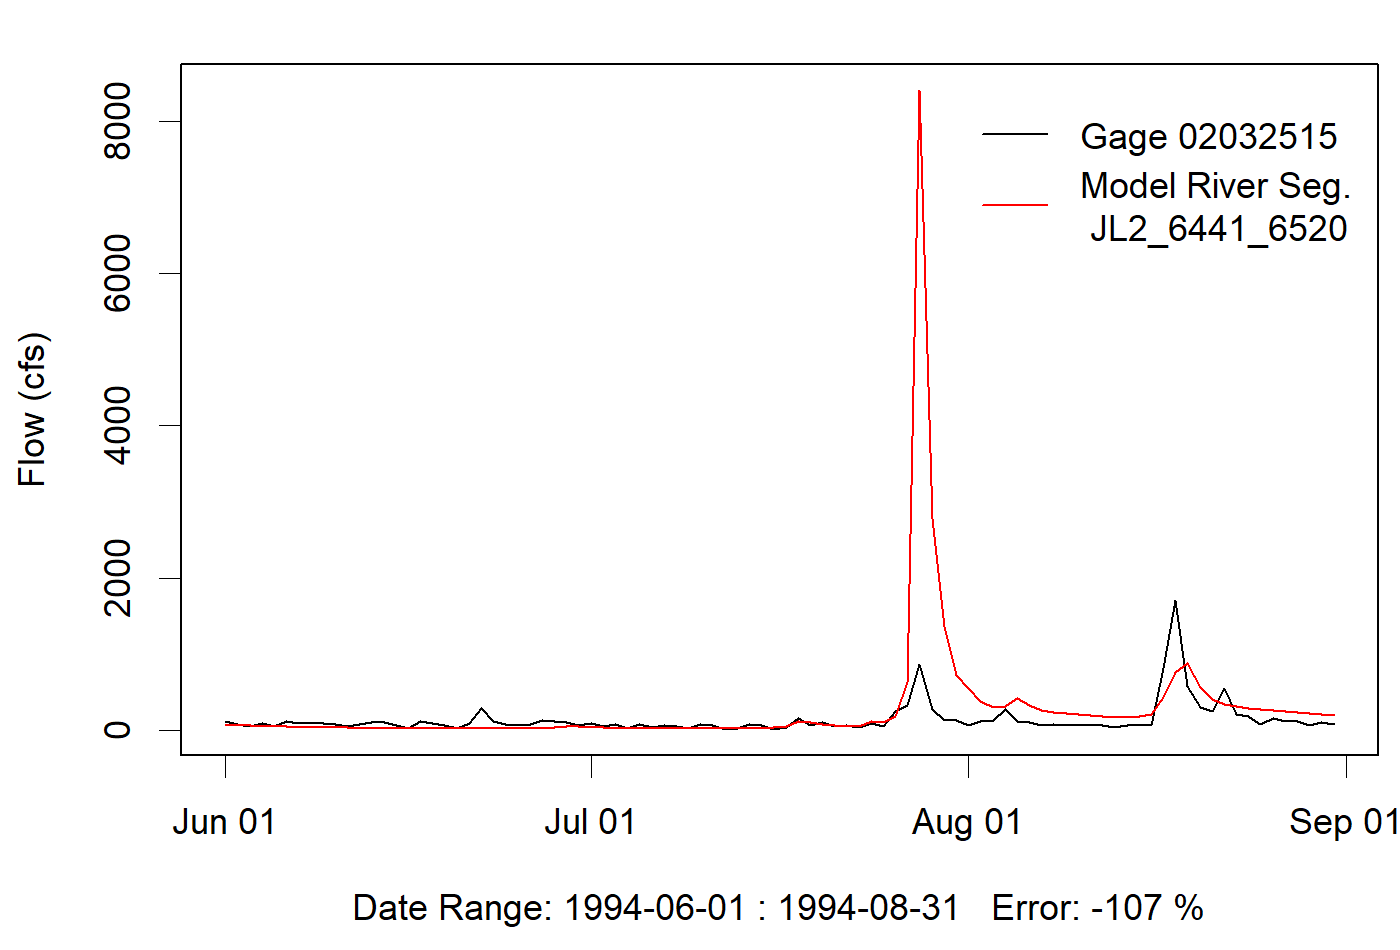 Flow (cfs)
8000
6000
4000
2000
0
Gage 02032515
Model River Seg.
JL2_6441_6520
Jun 01
Jul 01
Aug 01
Sep 01
Date Range: 1994-06-01 : 1994-08-31   Error: -107 %